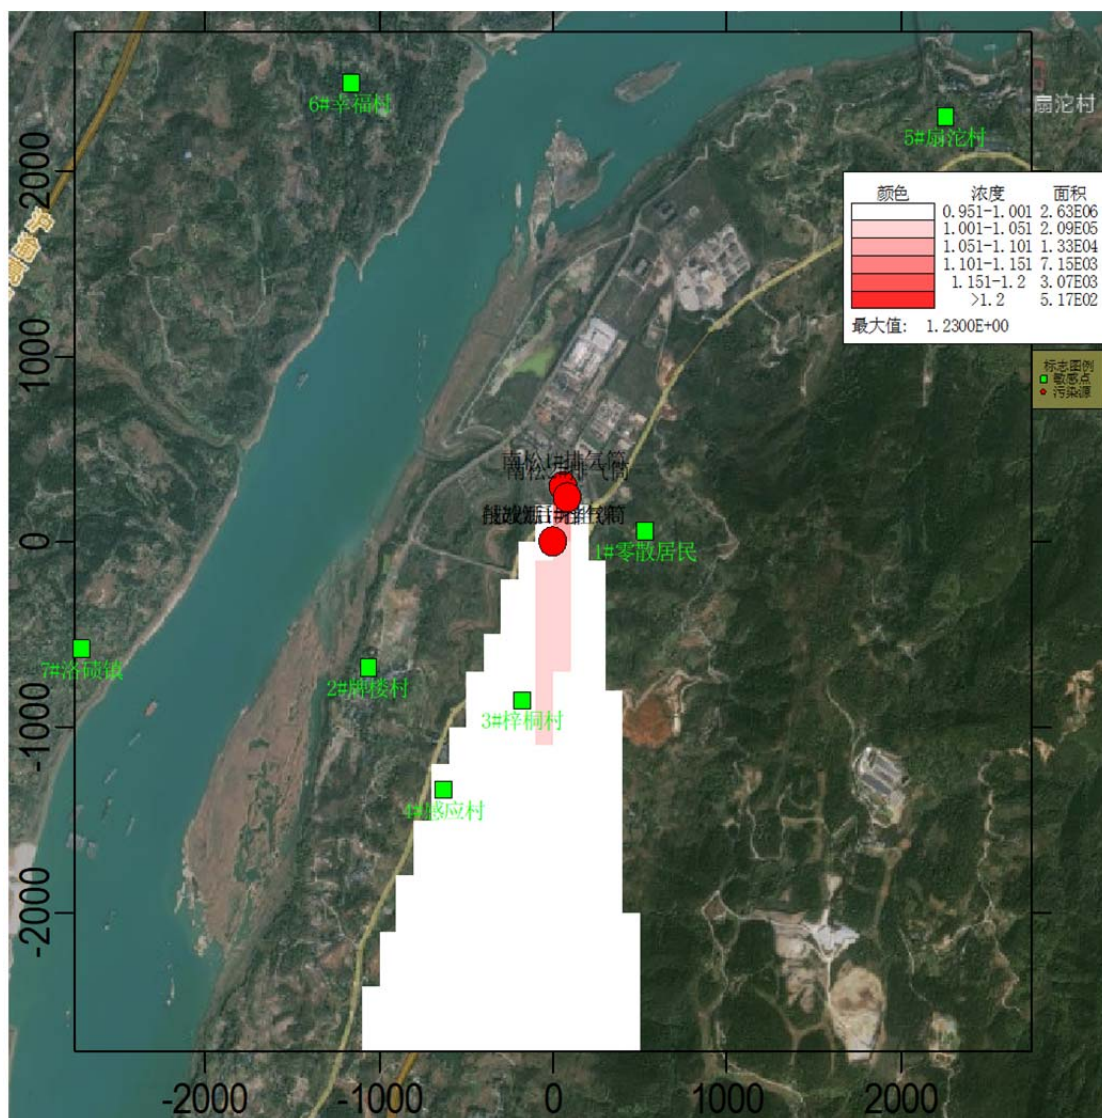 6#幸福村
扇沱村
5#扇沱村
颜色 浓度 面积
0.951-1.001 2.63E06
1.001-1.051 2.09E05
1.051-1.101 1.33E04
1.101-1.151 7.15E03
1.151-1.2 3.07E03
>1.2 5.17E02
最大值: 1.2300E+00
标志图例
敏感点
污染源
1#零散居民
7#洛碛镇
2#牌楼村
3#梓桐村
4#感应村
2000
1000
0
-1000
-2000
-2000 -1000 0 1000 2000